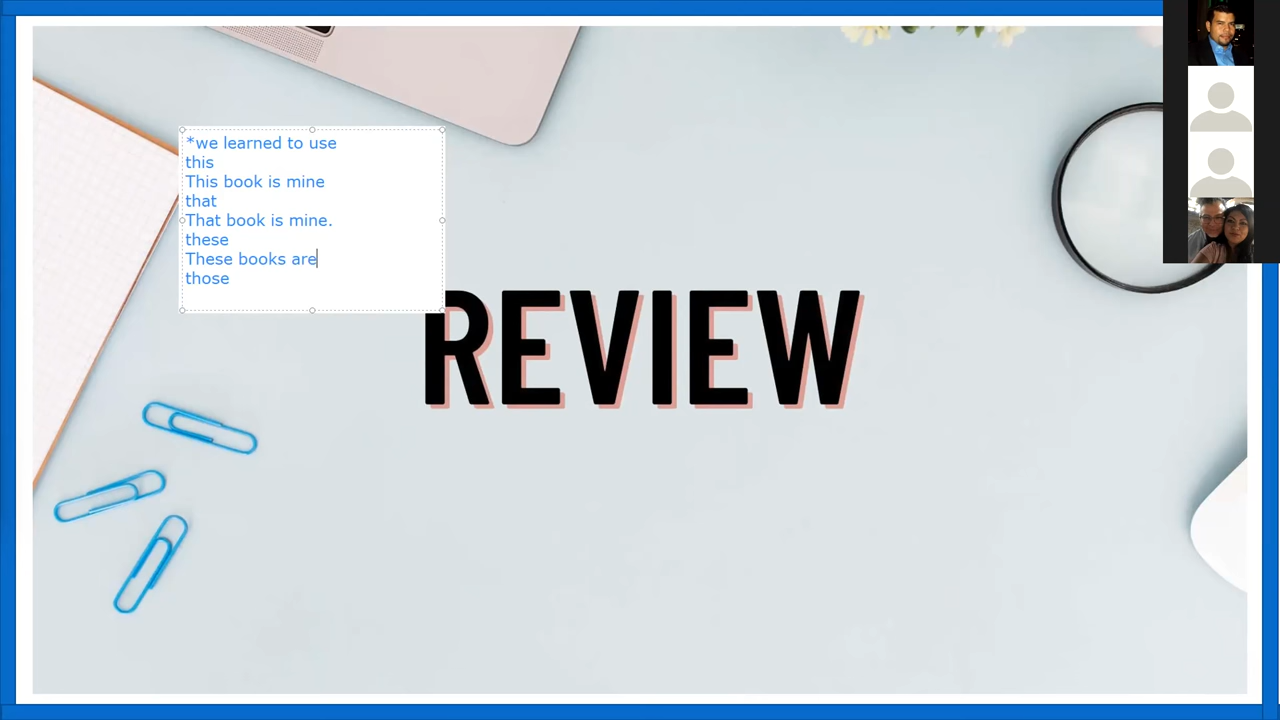 *we learned to use
this
This book is mine
that
That book is mine.
these
These books are
those
REVIEW